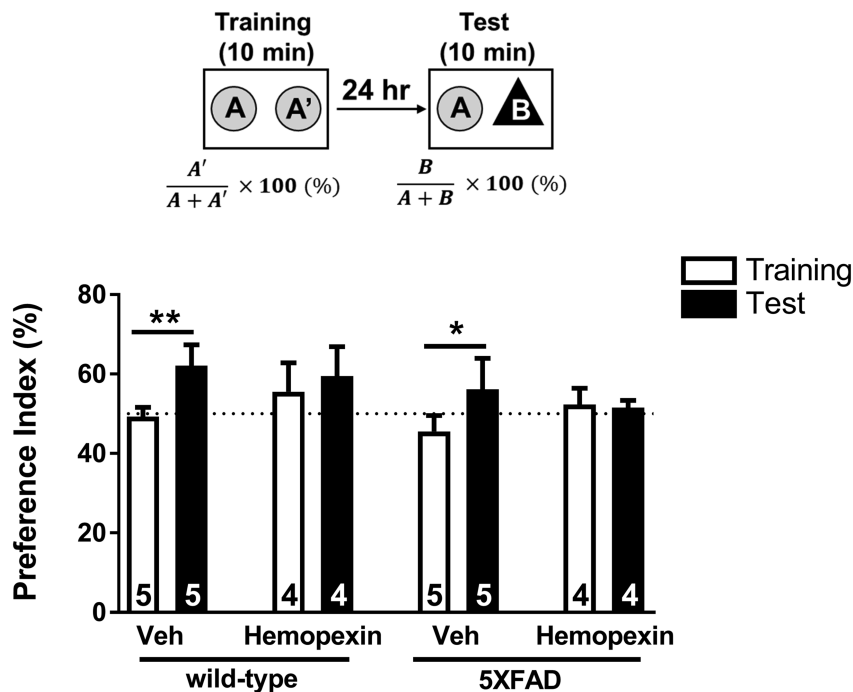 Training
(10 min)
Test
(10 min)
A A' 24 hr A B
A'
A + A' × 100 (%)
B
A + B × 100 (%)
Training
Test
Preference Index (%)
80
60
40
20
0
** *
5 5 4 4 5 5 4 4
Veh Hemopexin Veh Hemopexin
wild-type 5XFAD